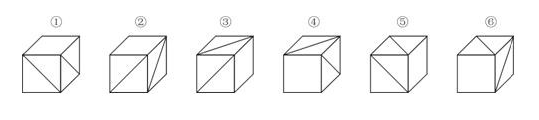 ① ② ③ ④ ⑤ ⑥